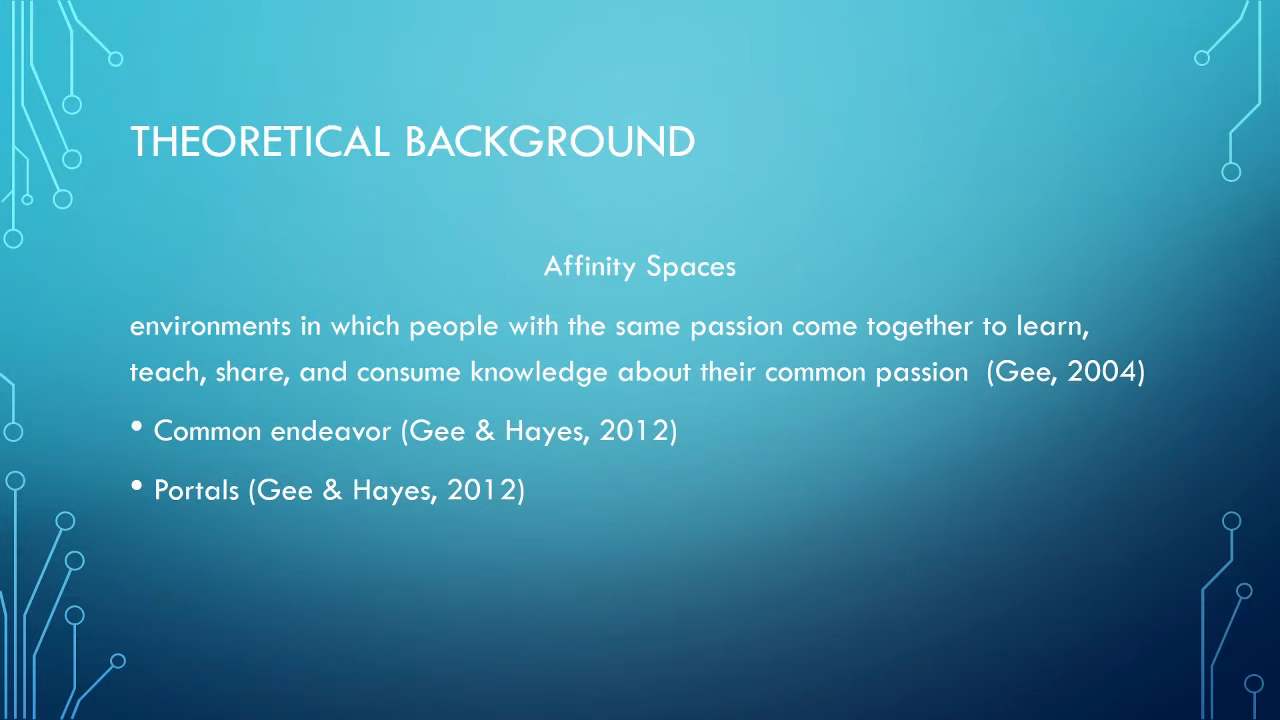 THEORETICAL BACKGROUND
Affinity Spaces
environments in which people with the same passion come together to learn,
teach, share, and consume knowledge about their common passion  (Gee, 2004)
• Common endeavor (Gee & Hayes, 2012)
• Portals (Gee & Hayes, 2012)